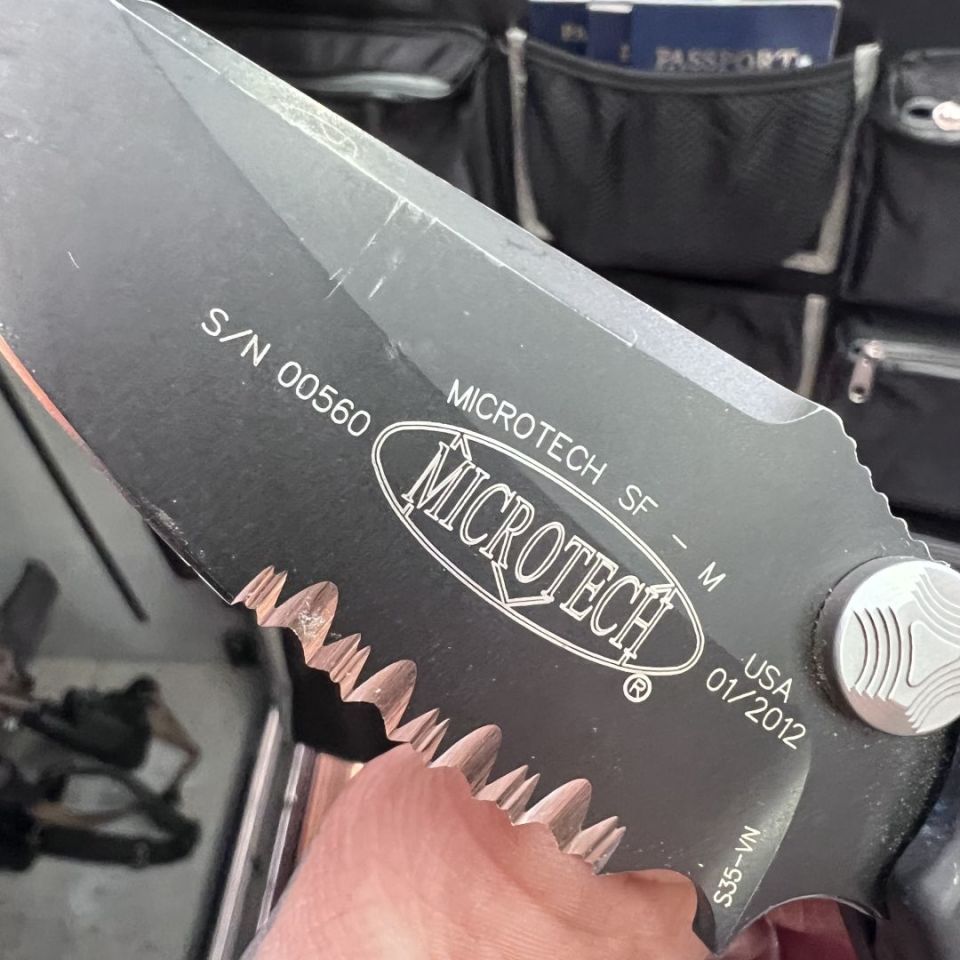 PASSPORT
S/N 00560
MICROTECH SF - M
MICROTECH
®
USA
01/2012
S35-VN